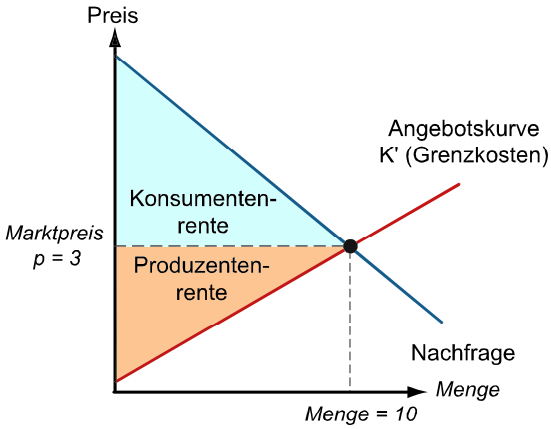 Preis
Angebotskurve
K' (Grenzkosten)
Konsumenten-
rente
Marktpreis
p = 3
Produzenten-
rente
Nachfrage
Menge
Menge = 10